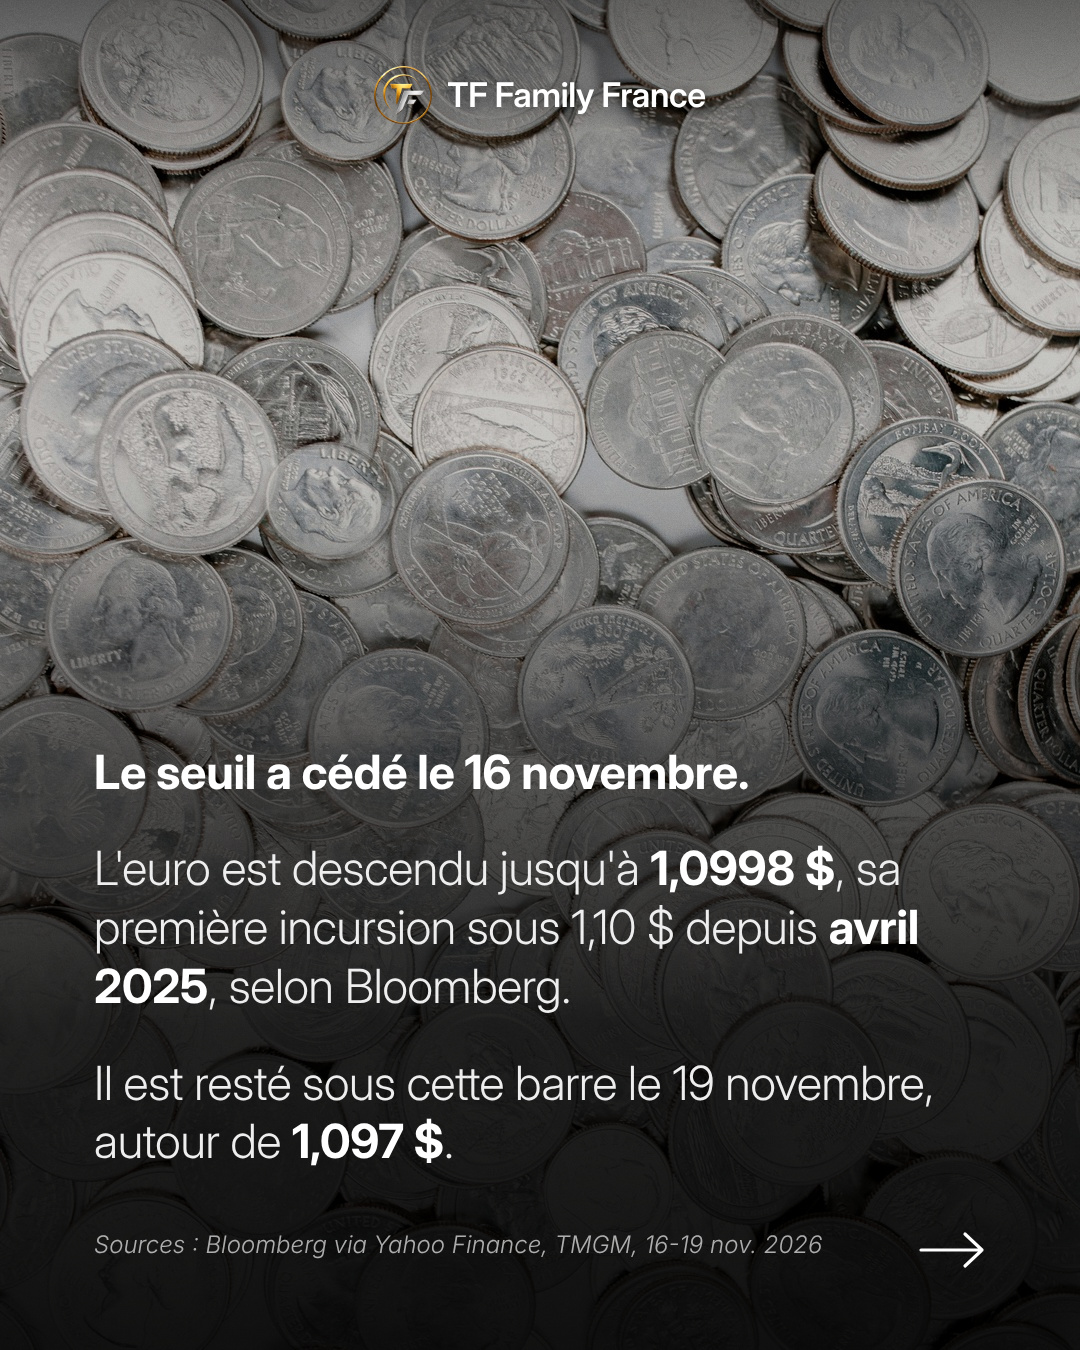 TF Family France
Le seuil a cédé le 16 novembre.
L'euro est descendu jusqu'à 1,0998 $, sa
première incursion sous 1,10 $ depuis avril
2025, selon Bloomberg.
Il est resté sous cette barre le 19 novembre,
autour de 1,097 $.
Sources : Bloomberg via Yahoo Finance, TMGM, 16-19 nov. 2026